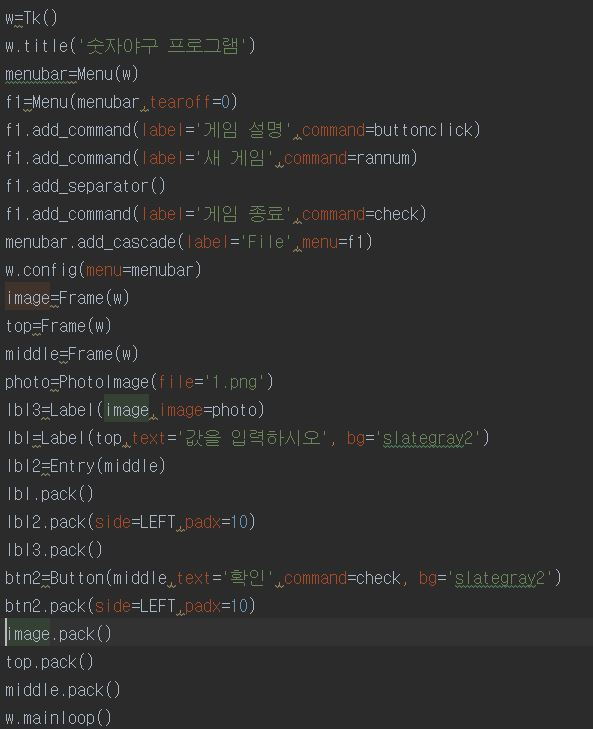 w=Tk()
w.title('숫자야구 프로그램')
menubar=Menu(w)
f1=Menu(menubar,tearoff=0)
f1.add_command(label='게임 설명',command=buttonclick)
f1.add_command(label='새 게임',command=rannum)
f1.add_separator()
f1.add_command(label='게임 종료',command=check)
menubar.add_cascade(label='File',menu=f1)
w.config(menu=menubar)
image=Frame(w)
top=Frame(w)
middle=Frame(w)
photo=PhotoImage(file='1.png')
lbl3=Label(image,image=photo)
lbl=Label(top,text='값을 입력하시오', bg='slategray2')
lbl2=Entry(middle)
lbl.pack()
lbl2.pack(side=LEFT,padx=10)
lbl3.pack()
btn2=Button(middle,text='확인',command=check, bg='slategray2')
btn2.pack(side=LEFT,padx=10)
image.pack()
top.pack()
middle.pack()
w.mainloop()